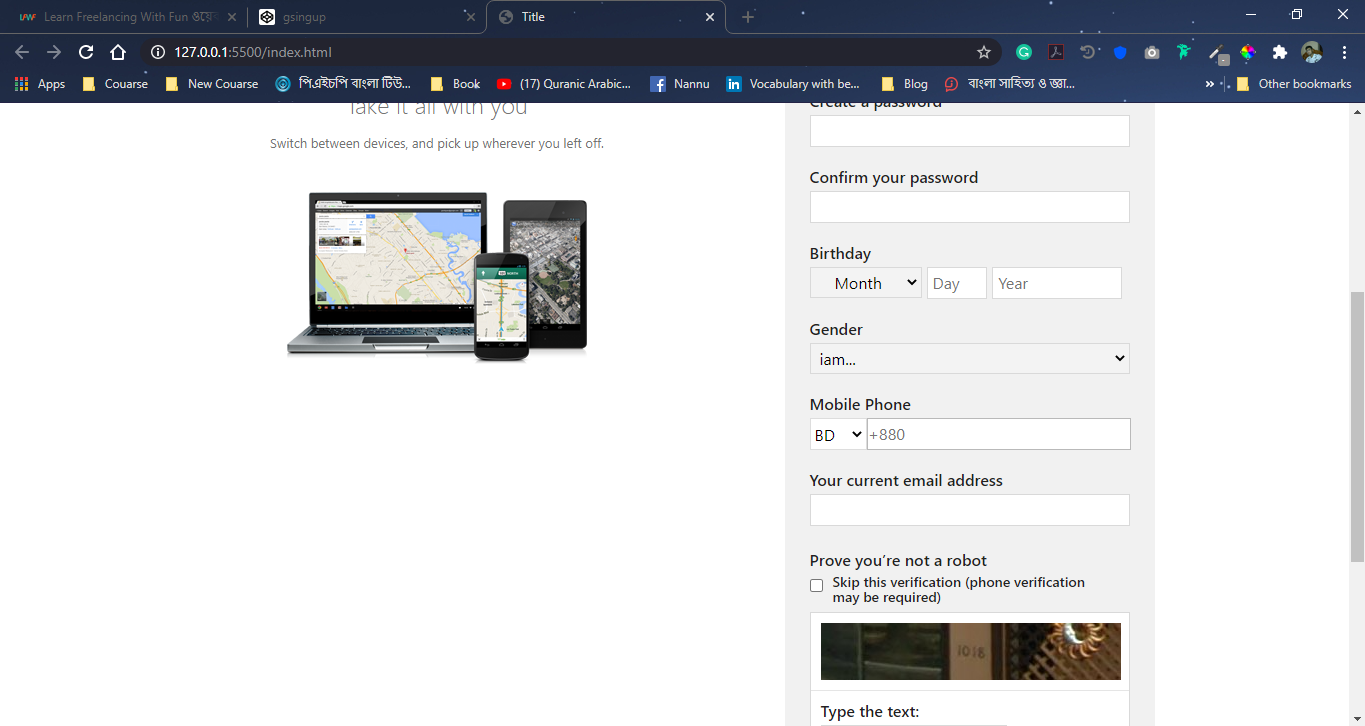 Learn Freelancing With Fun ওয়েব
gsingup
Title
127.0.0.1:5500/index.html
Apps
Couarse
New Couarse
পিএইচপি বাংলা টিউ...
Book
(17) Quranic Arabic...
Nannu
Vocabulary with be...
Blog
বাংলা সাহিত্য ও জ্ঞা...
»
Other bookmarks
Take it all with you
Switch between devices, and pick up wherever you left off.
Create a password
Confirm your password
Birthday
Month
Day
Year
Gender
iam...
Mobile Phone
BD
+880
Your current email address
Prove you're not a robot
Skip this verification (phone verification
may be required)
1018
Type the text: